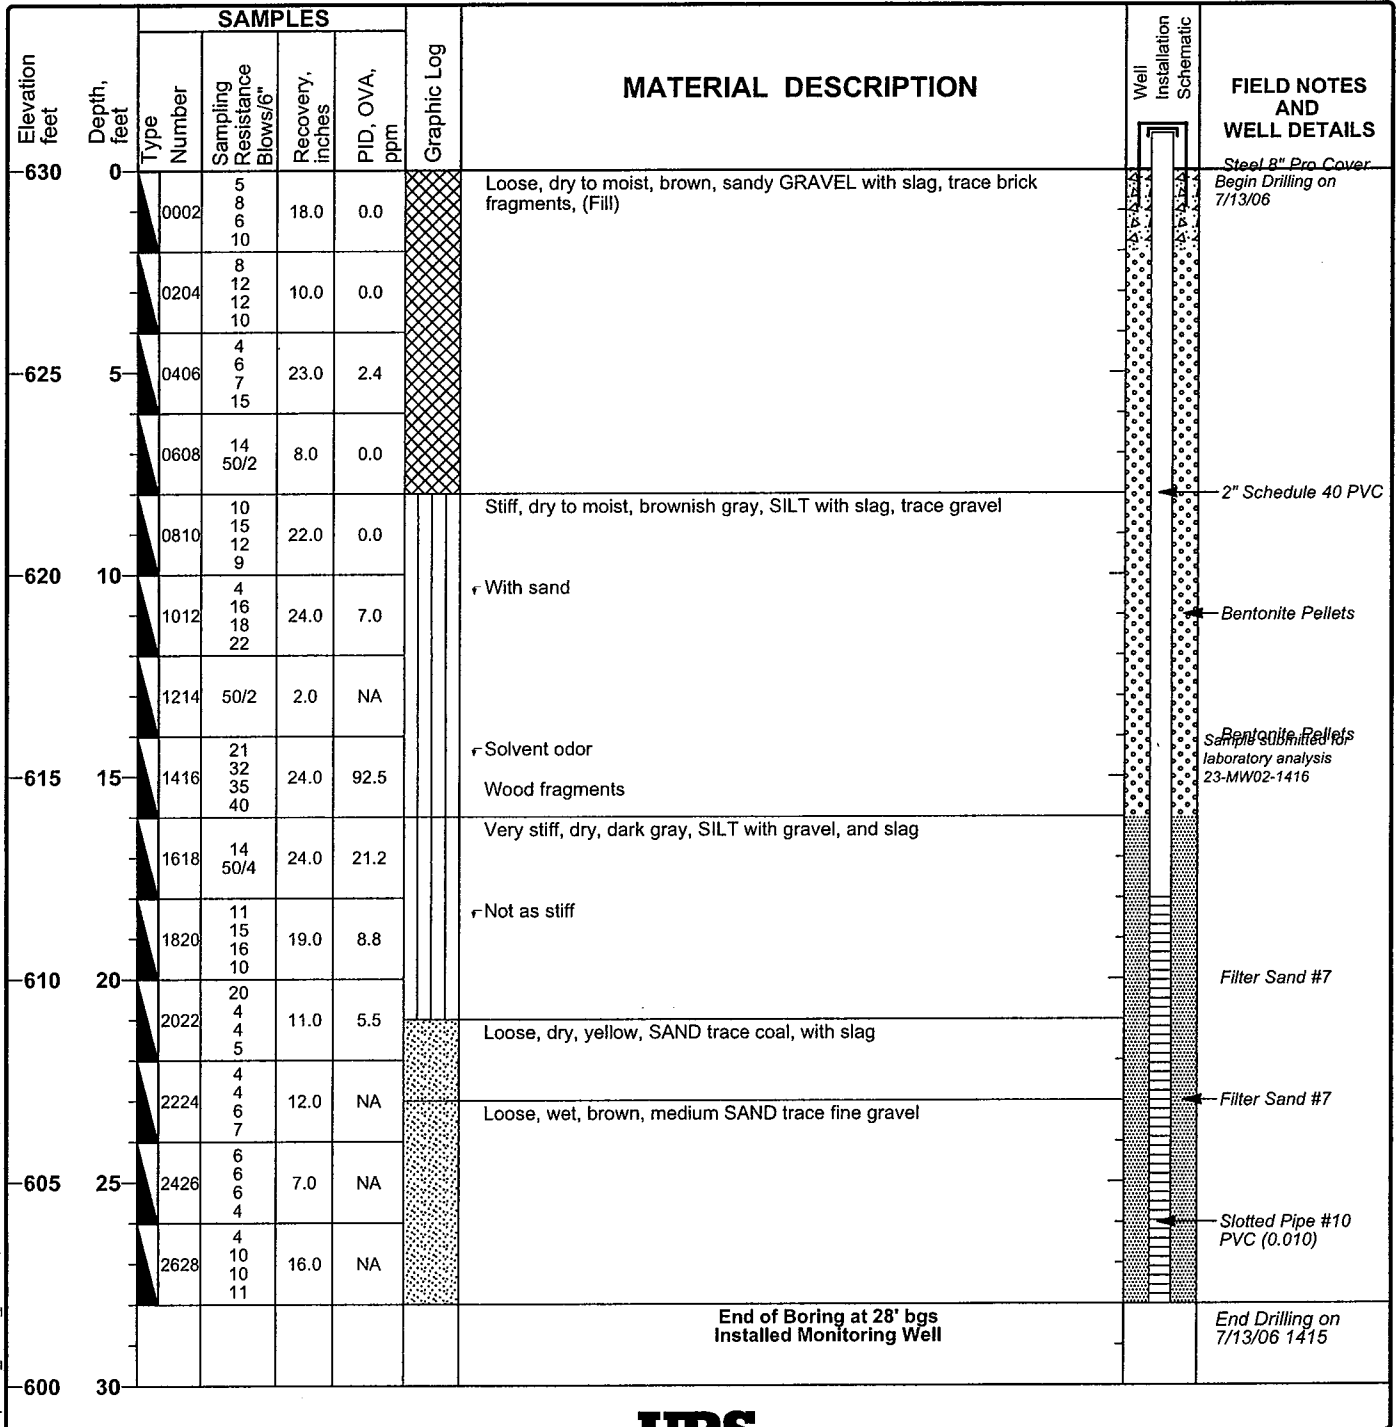 SAMPLES
Elevation
feet
Depth,
feet
Type
Number
Sampling
Resistance
Blows/6"
Recovery,
inches
PID, OVA,
ppm
Graphic Log
MATERIAL DESCRIPTION
Well
Installation
Schematic
FIELD NOTES
AND
WELL DETAILS
630 0
Steel 8" Pro Cover
Begin Drilling on
7/13/06
0002
5
8
6
10
18.0 0.0
Loose, dry to moist, brown, sandy GRAVEL with slag, trace brick
fragments, (Fill)
0204
8
12
12
10
10.0 0.0
625 5
0406
4
6
7
15
23.0 2.4
0608
14
50/2
8.0 0.0
2" Schedule 40 PVC
0810
10
15
12
9
22.0 0.0
Stiff, dry to moist, brownish gray, SILT with slag, trace gravel
620 10
With sand
1012
4
16
18
22
24.0 7.0
Bentonite Pellets
1214
50/2
2.0 NA
Bentonite Pellets
Sample submitted for
laboratory analysis
23-MW02-1416
Solvent odor
615 15
1416
21
32
35
40
24.0 92.5
Wood fragments
Very stiff, dry, dark gray, SILT with gravel, and slag
1618
14
50/4
24.0 21.2
Not as stiff
1820
11
15
16
10
19.0 8.8
610 20
Filter Sand #7
2022
20
4
4
5
11.0 5.5
Loose, dry, yellow, SAND trace coal, with slag
2224
4
4
6
7
12.0 NA
Filter Sand #7
Loose, wet, brown, medium SAND trace fine gravel
605 25
2426
6
6
6
4
7.0 NA
Slotted Pipe #10
PVC (0.010)
2628
4
10
10
11
16.0 NA
End of Boring at 28' bgs
Installed Monitoring Well
End Drilling on
7/13/06 1415
600 30
URS